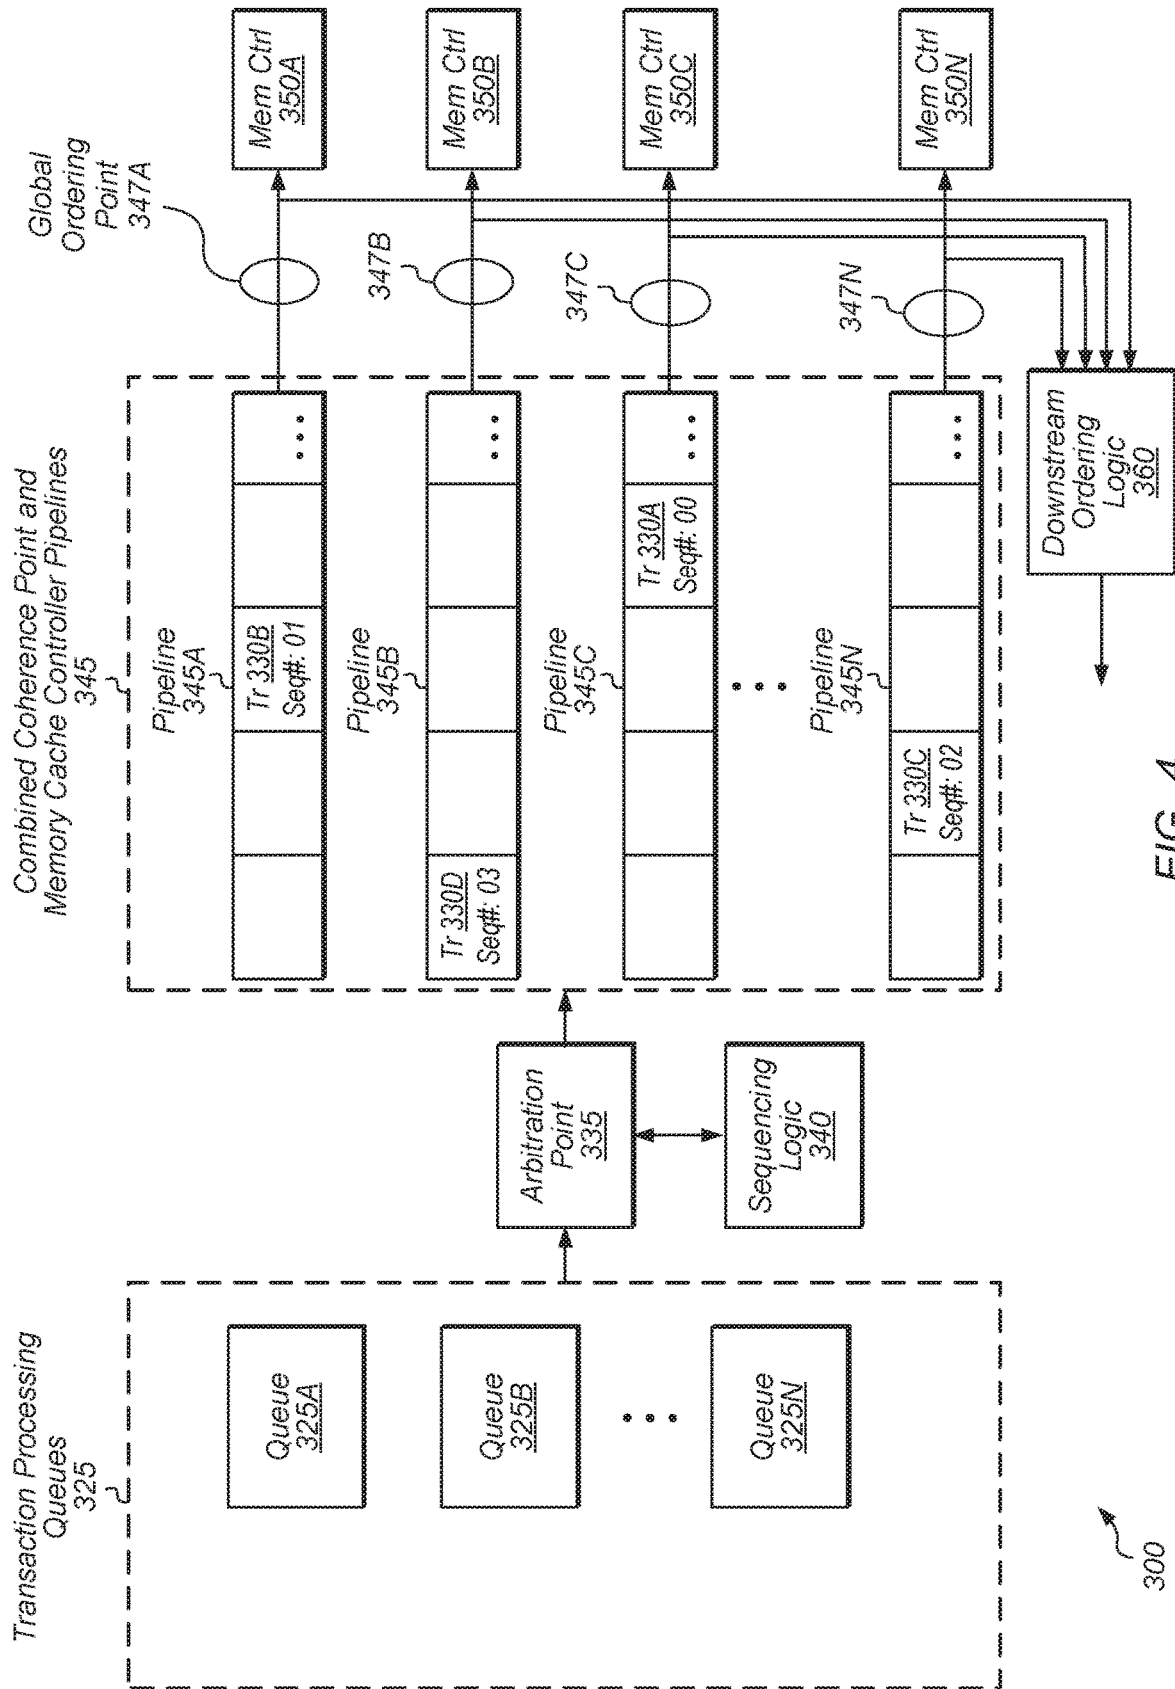 Transaction Processing
Queues
325
Queue
325A
Queue
325B
Queue
325N
300
Arbitration
Point
335
Sequencing
Logic
340
Combined Coherence Point and
Memory Cache Controller Pipelines
345
Pipeline
345A
Tr 330B
Seq#: 01
...
Pipeline
345B
Tr 330D
Seq#: 03
...
Pipeline
345C
Tr 330A
Seq#: 00
...
Pipeline
345N
Tr 330C
Seq#: 02
...
Global
Ordering
Point
347A
347B
347C
347N
Mem Ctrl
350A
Mem Ctrl
350B
Mem Ctrl
350C
Mem Ctrl
350N
Downstream
Ordering
Logic
360
FIG. 4